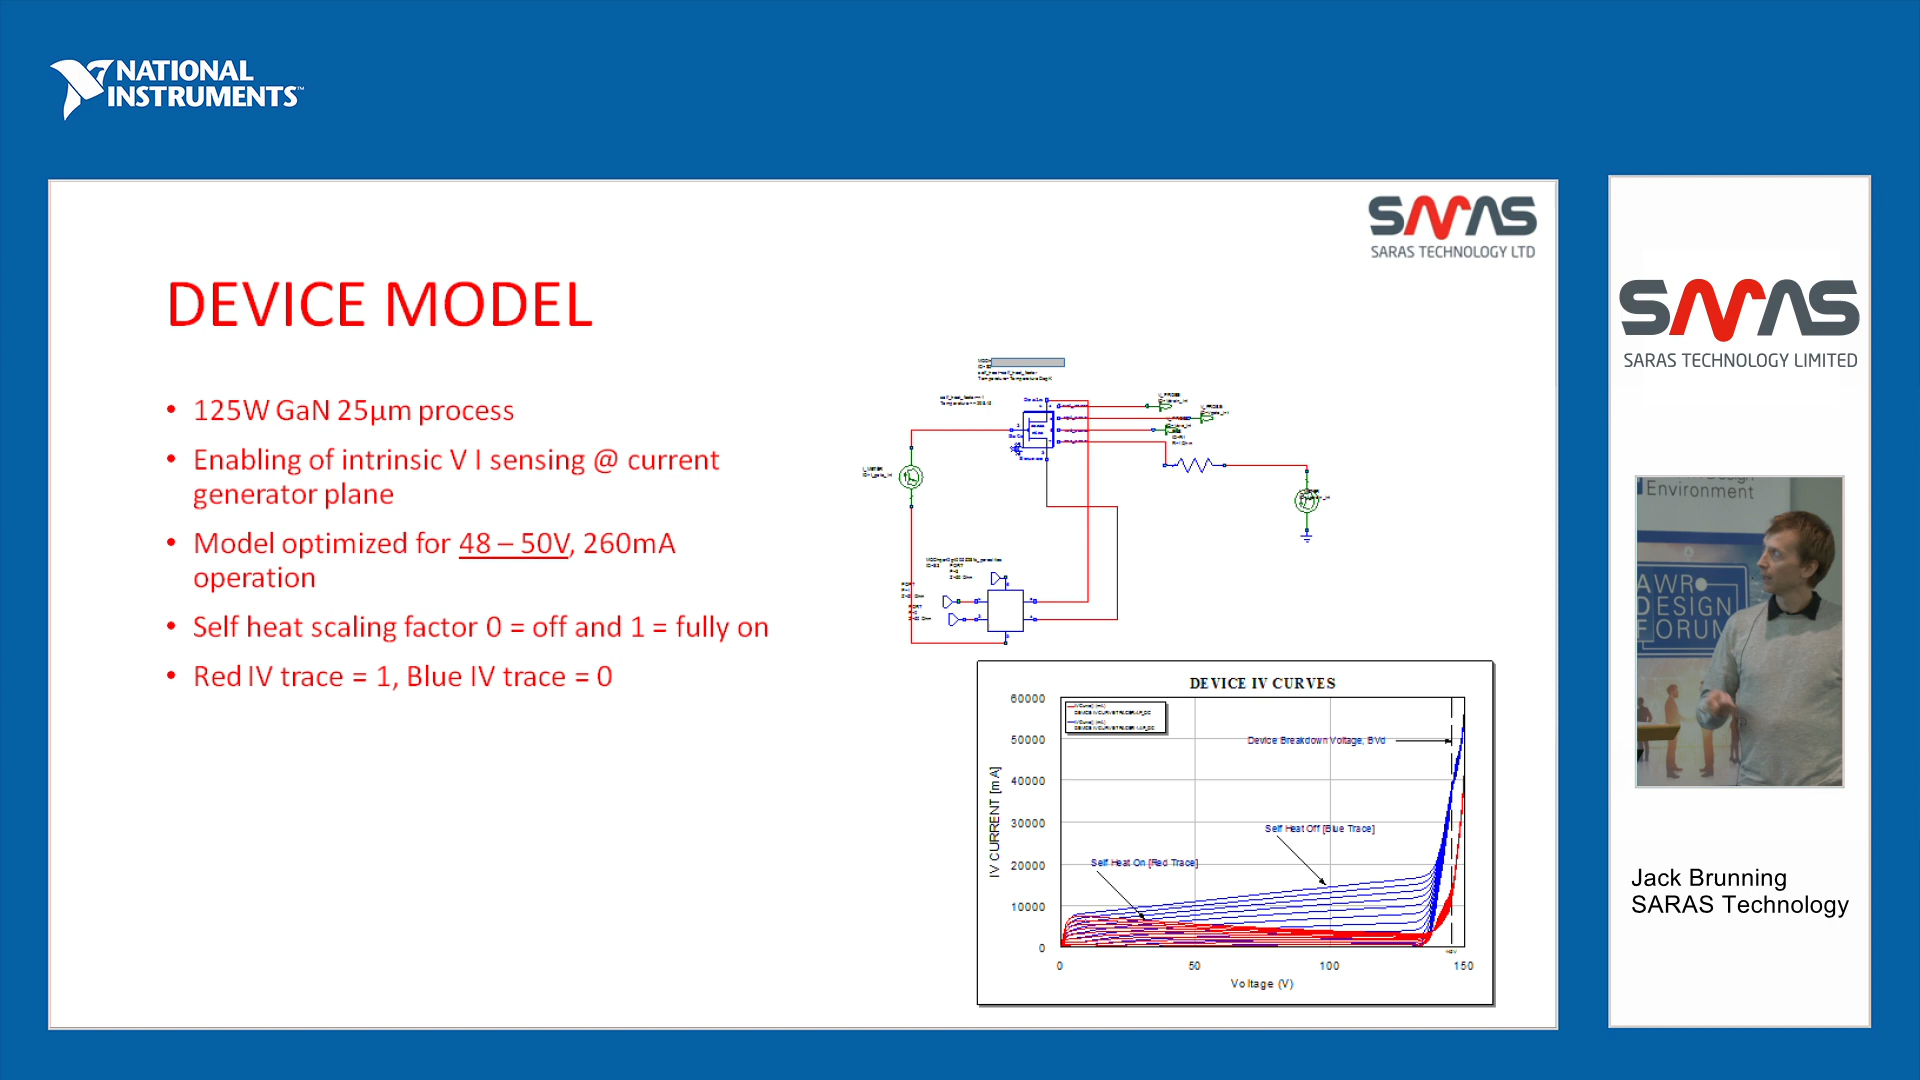 NATIONAL
INSTRUMENTS™
SARAS
SARAS TECHNOLOGY LTD
DEVICE MODEL
• 125W GaN 25µm process
• Enabling of intrinsic V I sensing @ current
generator plane
• Model optimized for 48 – 50V, 260mA
operation
• Self heat scaling factor 0 = off and 1 = fully on
• Red IV trace = 1, Blue IV trace = 0
DEVICE IV CURVES
60000
50000
40000
30000
20000
10000
0
IV CURRENT [mA]
Device Breakdown Voltage, BVd
Self Heat Off [Blue Trace]
Self Heat On [Red Trace]
0 50 100 150
Voltage (V)
SARAS
SARAS TECHNOLOGY LIMITED
Environment
AWR
DESIGN
FORUM
Jack Brunning
SARAS Technology